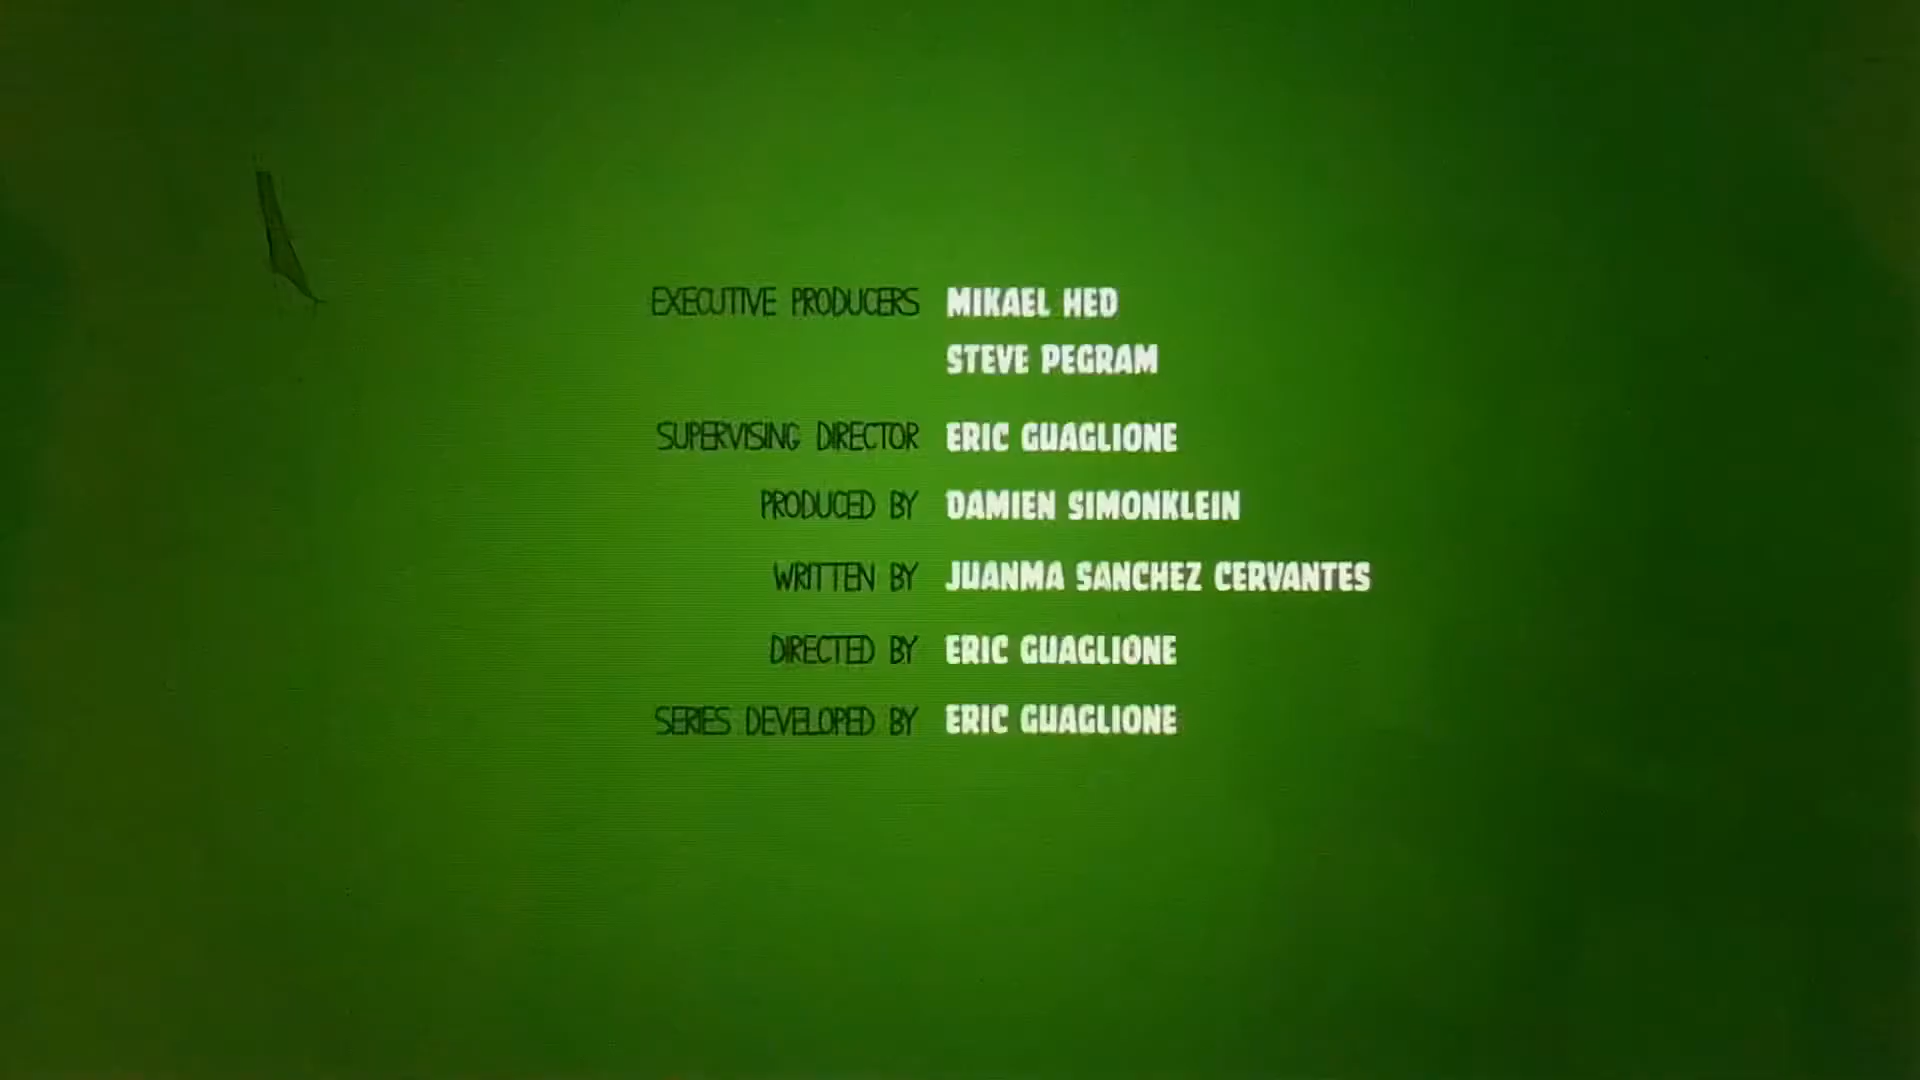 EXECUTIVE PRODUCERS MIKAEL HED
STEVE PEGRAM
SUPERVISING DIRECTOR ERIC GUAGLIONE
PRODUCED BY DAMIEN SIMONKLEIN
WRITTEN BY JUANMA SANCHEZ CERVANTES
DIRECTED BY ERIC GUAGLIONE
SERIES DEVELOPED BY ERIC GUAGLIONE